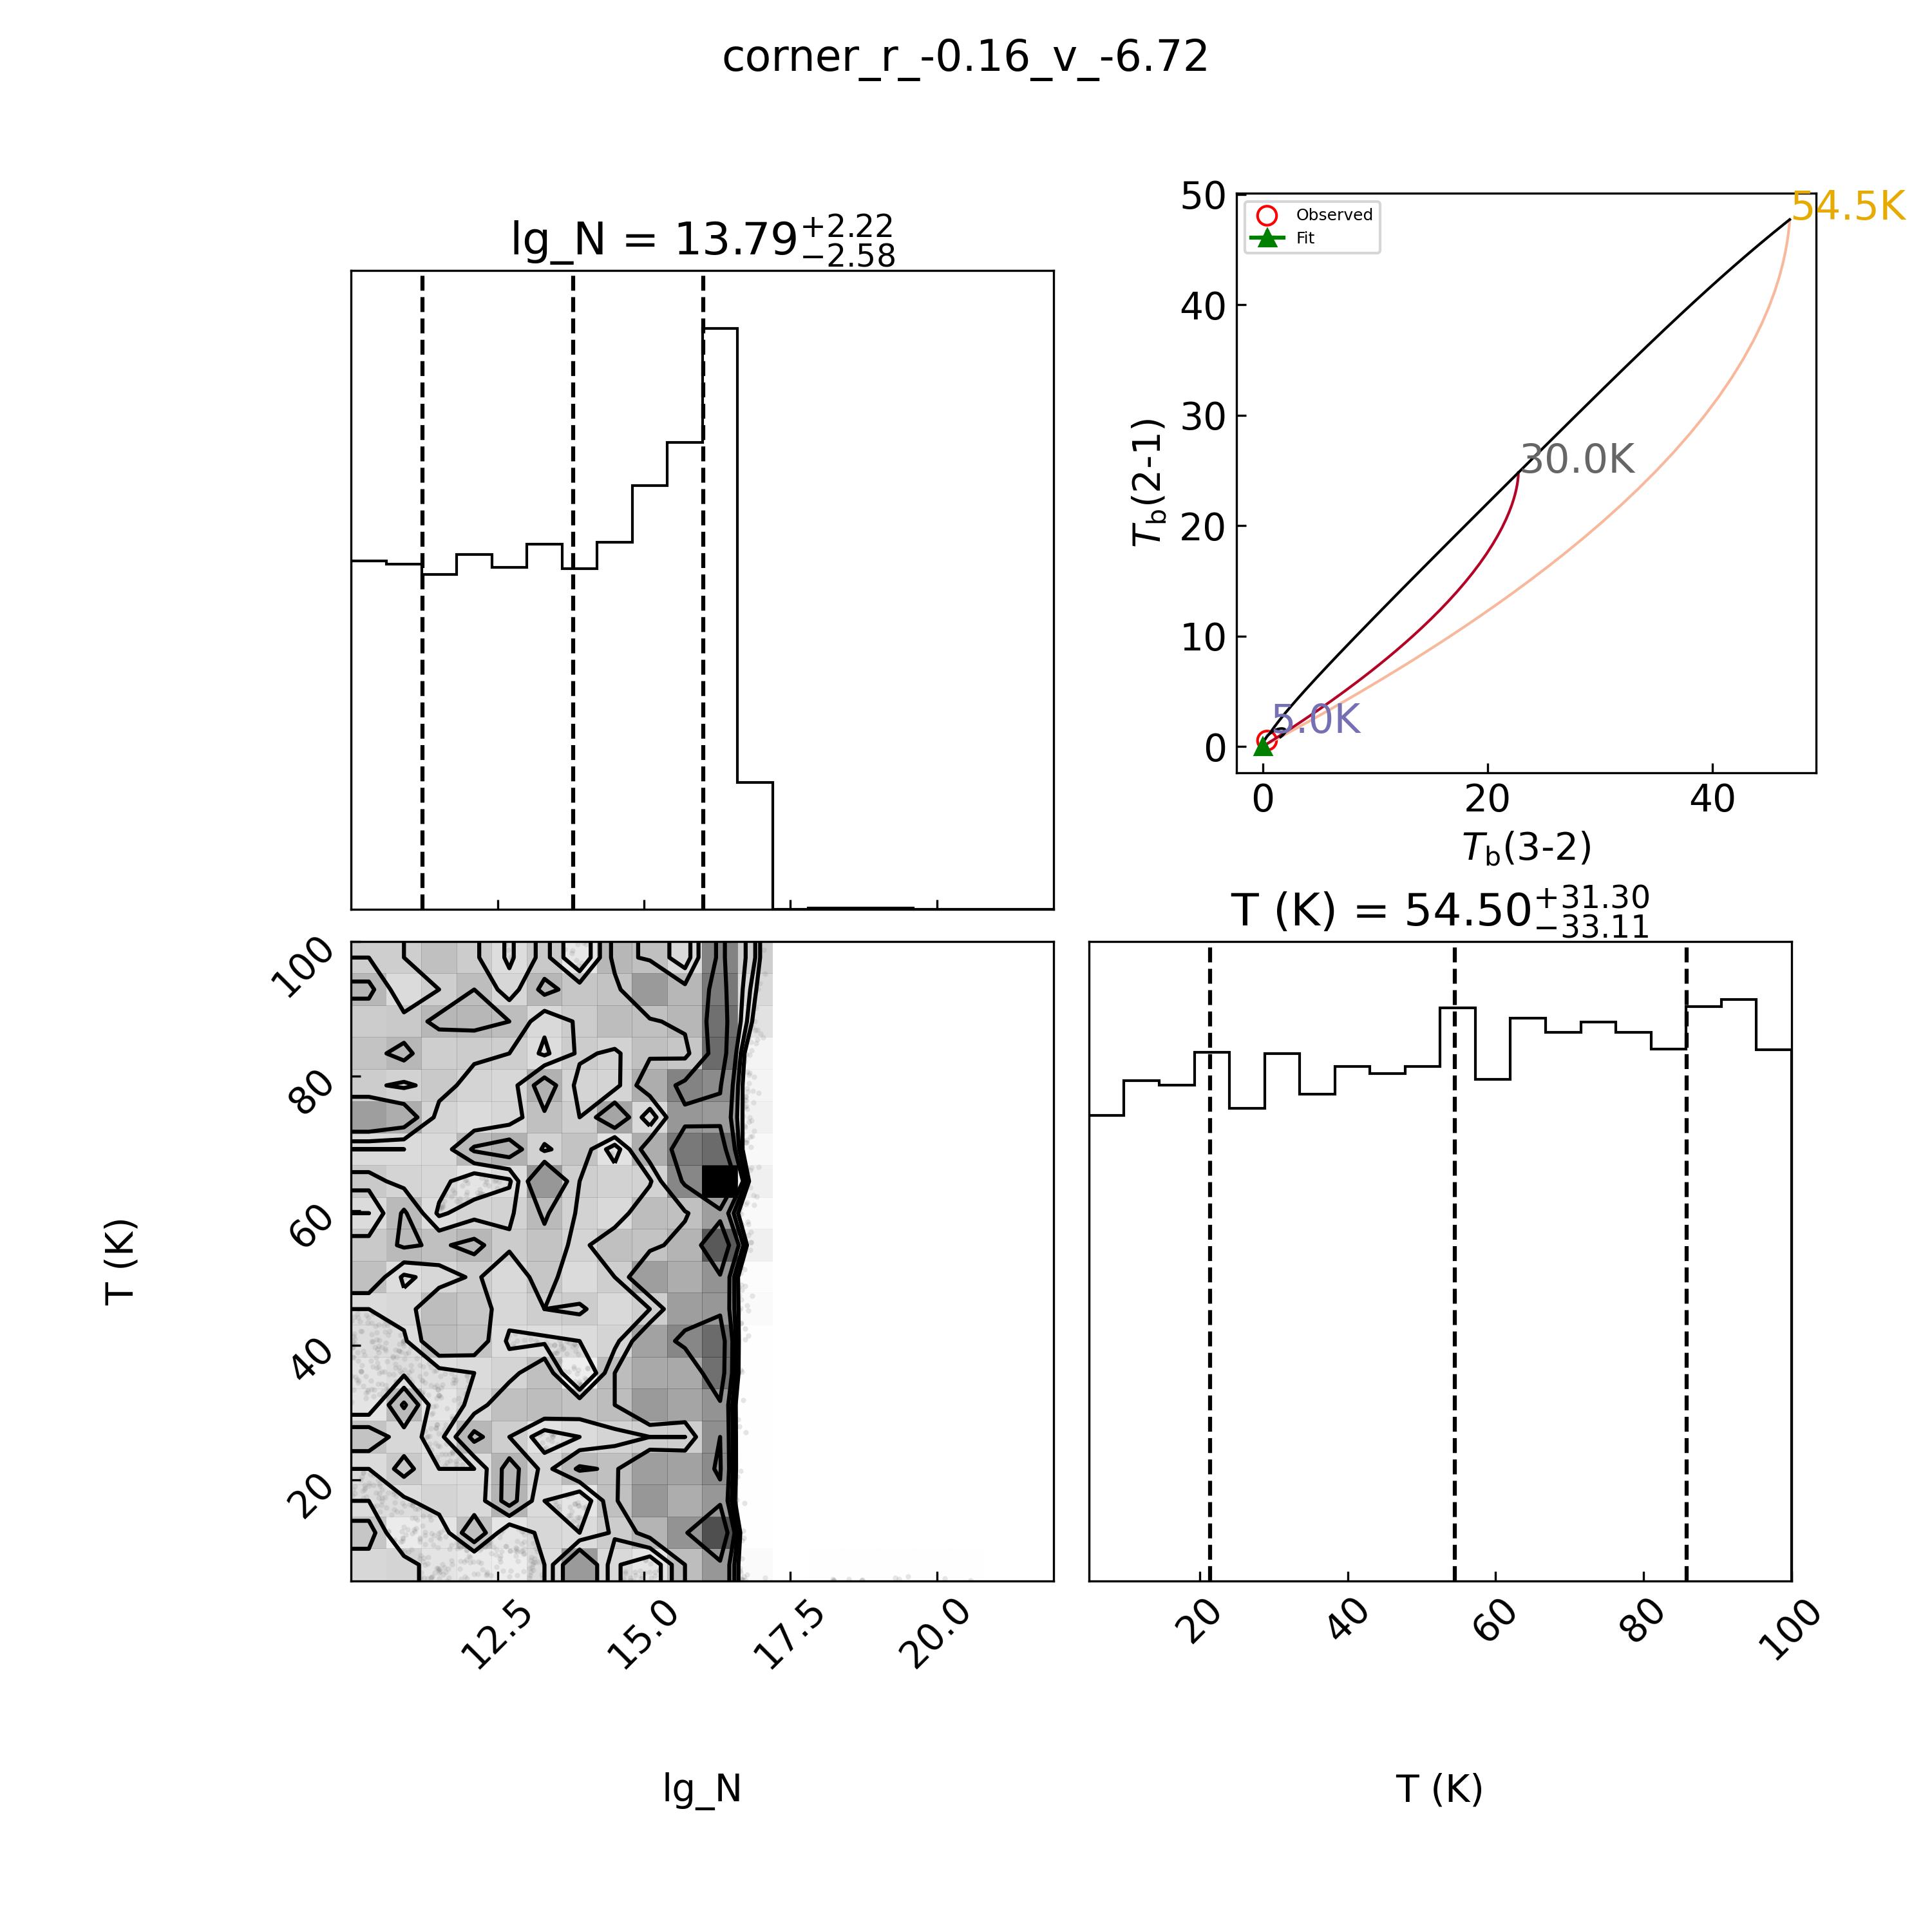 corner_r_-0.16_v_-6.72
lg_N = 13.79+2.22−2.58
50
40
30
20
10
0
Tb(2-1)
Observed
Fit
54.5K
30.0K
5.0K
0 20 40
Tb(3-2)
T (K) = 54.50+31.30−33.11
100
80
60
40
20
T (K)
12.5 15.0 17.5 20.0
lg_N
20 40 60 80 100
T (K)